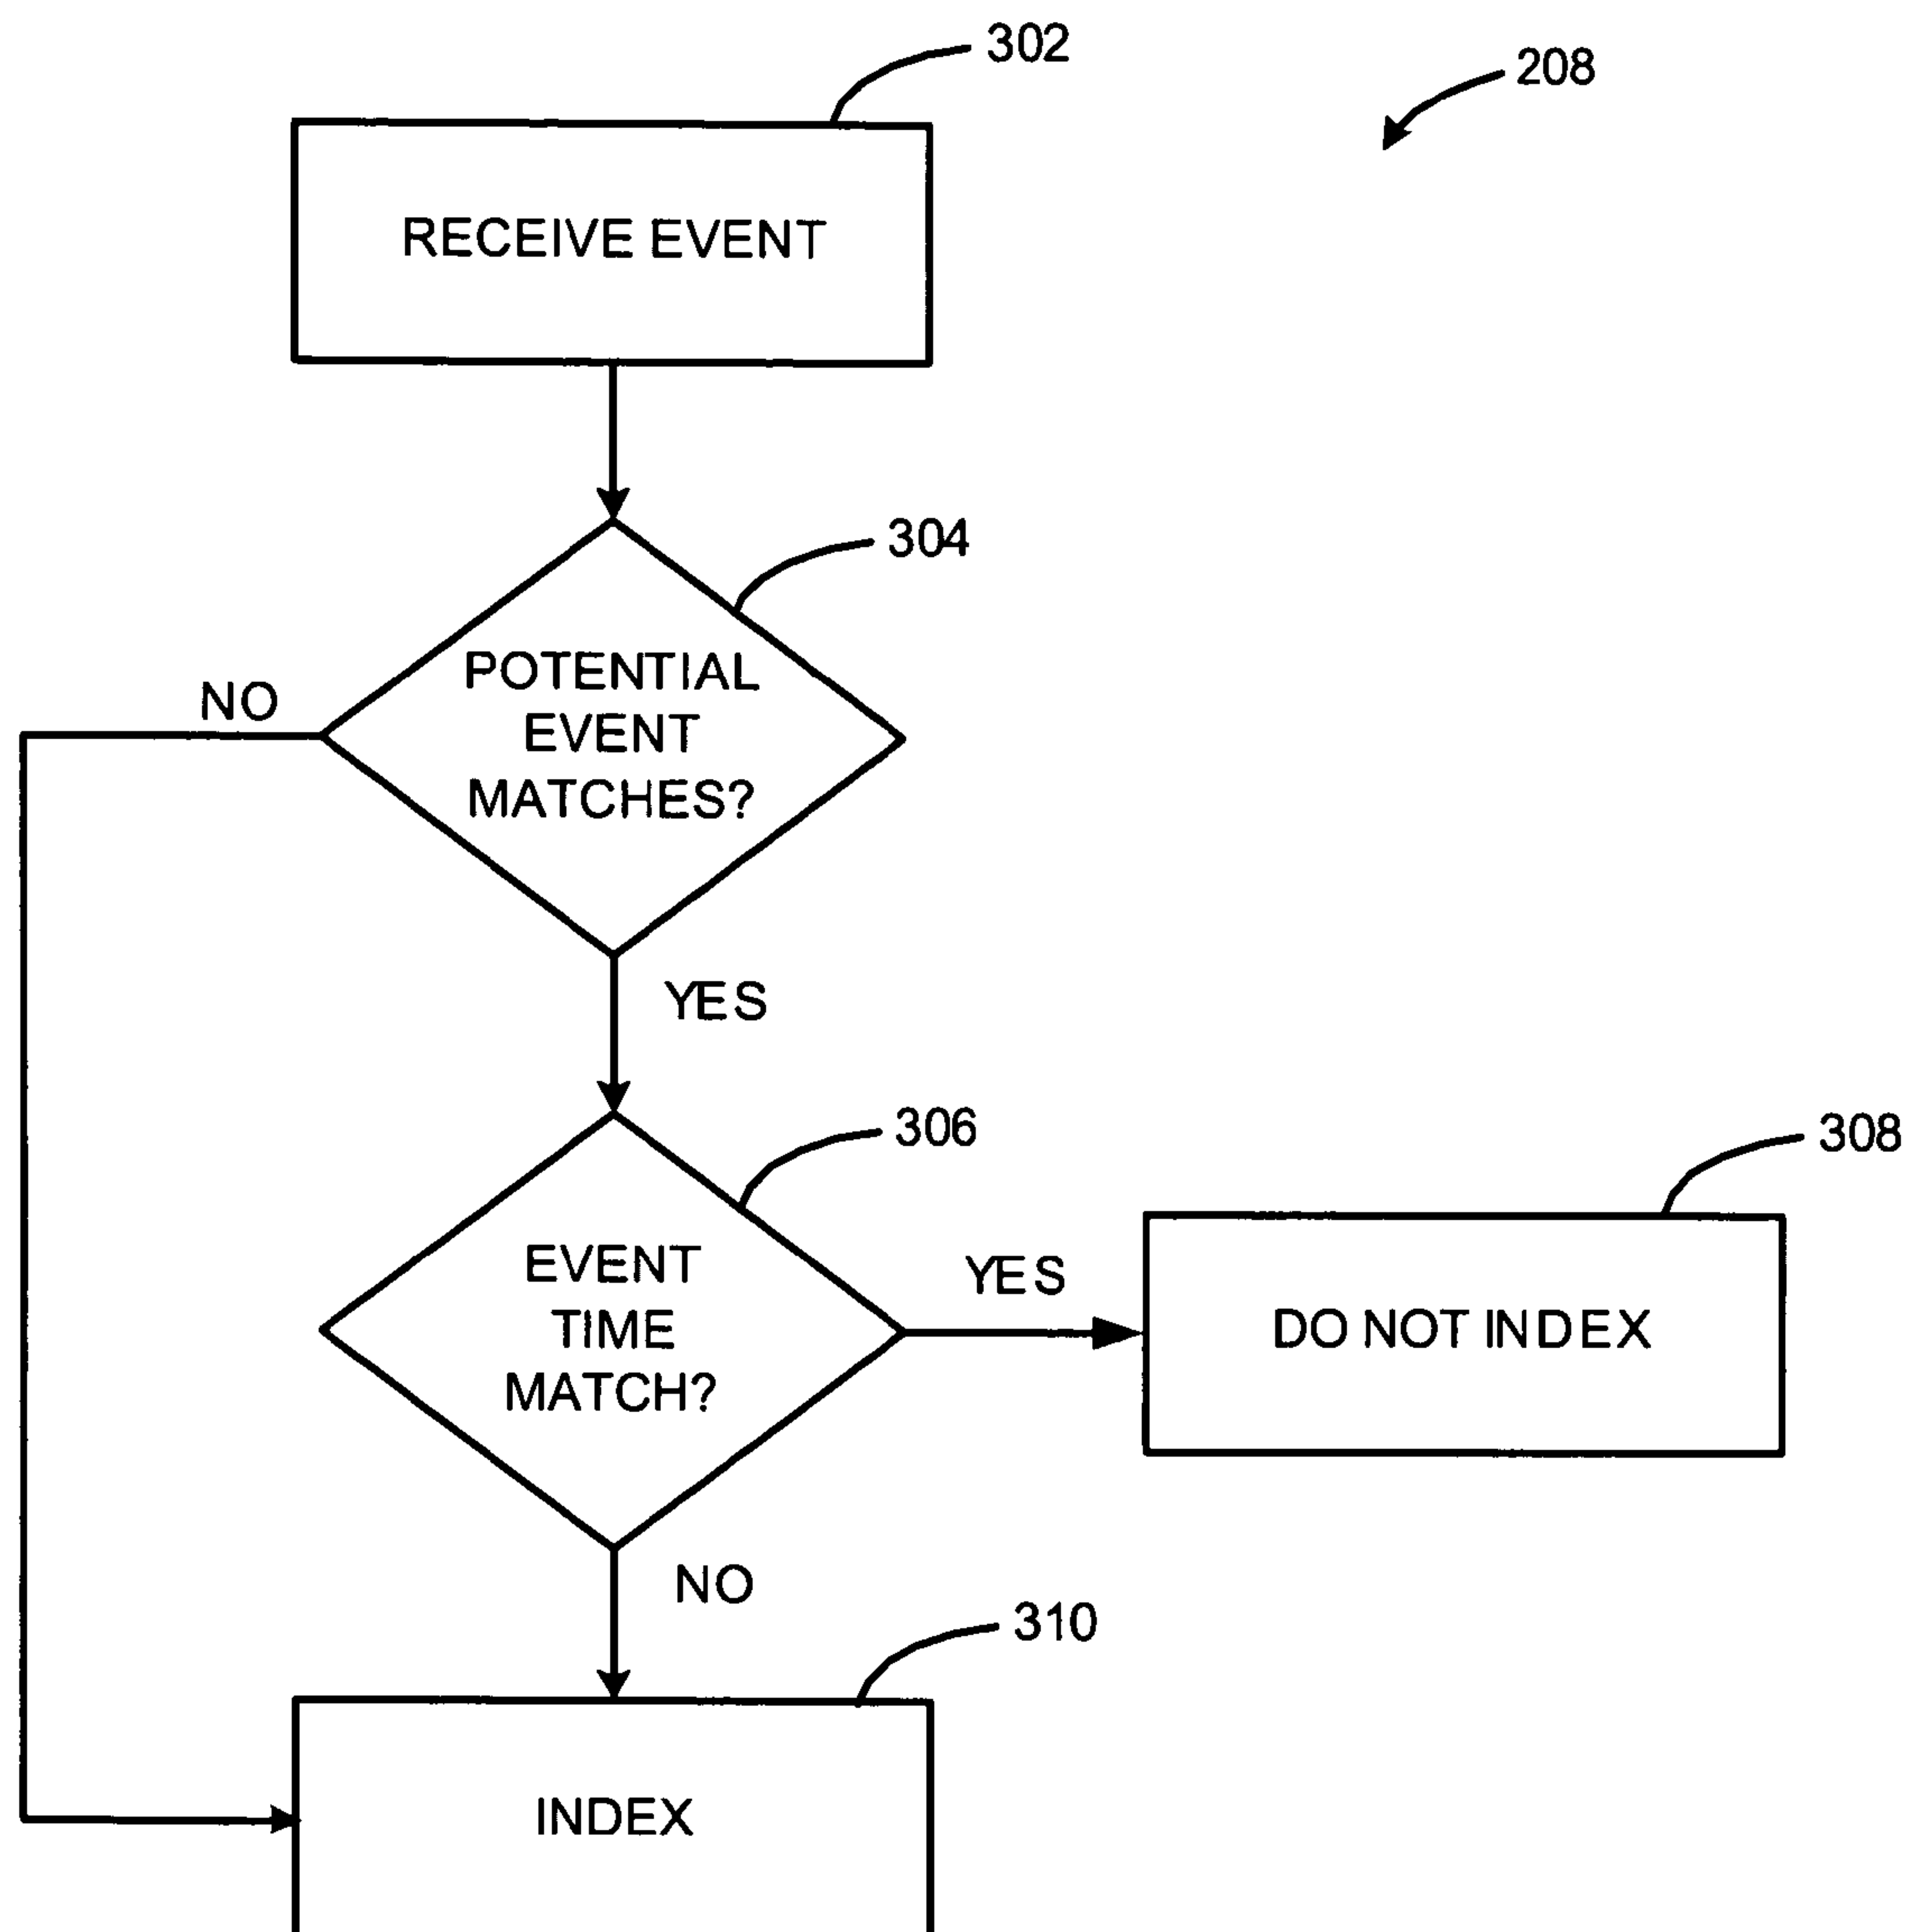 302
208
RECEIVE EVENT
304
POTENTIAL
EVENT
MATCHES?
NO
YES
306
308
EVENT
TIME
MATCH?
YES
DO NOT INDEX
NO
310
INDEX